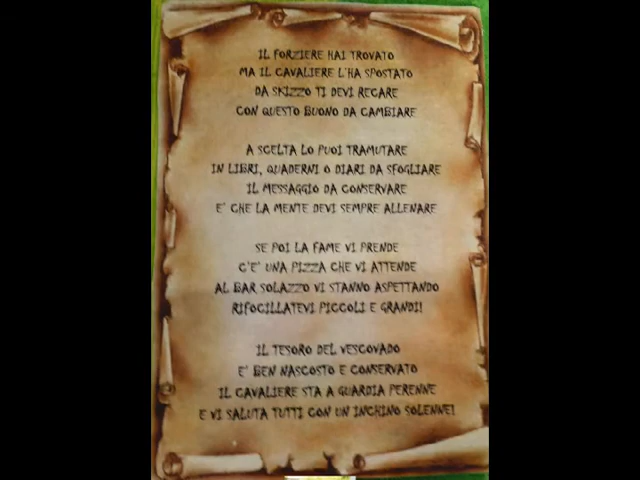 IL FORZIERE HAI TROVATO
MA IL CAVALIERE L'HA SPOSTATO
DA SKIZZO TI DEVI RECARE
CON QUESTO BUONO DA CAMBIARE
A SCELTA LO PUOI TRAMUTARE
IN LIBRI, QUADERNI O DIARI DA SFOGLIARE
IL MESSAGGIO DA CONSERVARE
E' CHE LA MENTE DEVI SEMPRE ALLENARE
SE POI LA FAME VI PRENDE
C'E' UNA PIZZA CHE VI ATTENDE
AL BAR SOLAZZO VI STANNO ASPETTANDO
RIFOCILLATEVI PICCOLI E GRANDI!
IL TESORO DEL VESCOVADO
E' BEN NASCOSTO E CONSERVATO
IL CAVALIERE STA A GUARDIA PERENNE
E VI SALUTA TUTTI CON UN INCHINO SOLENNE!